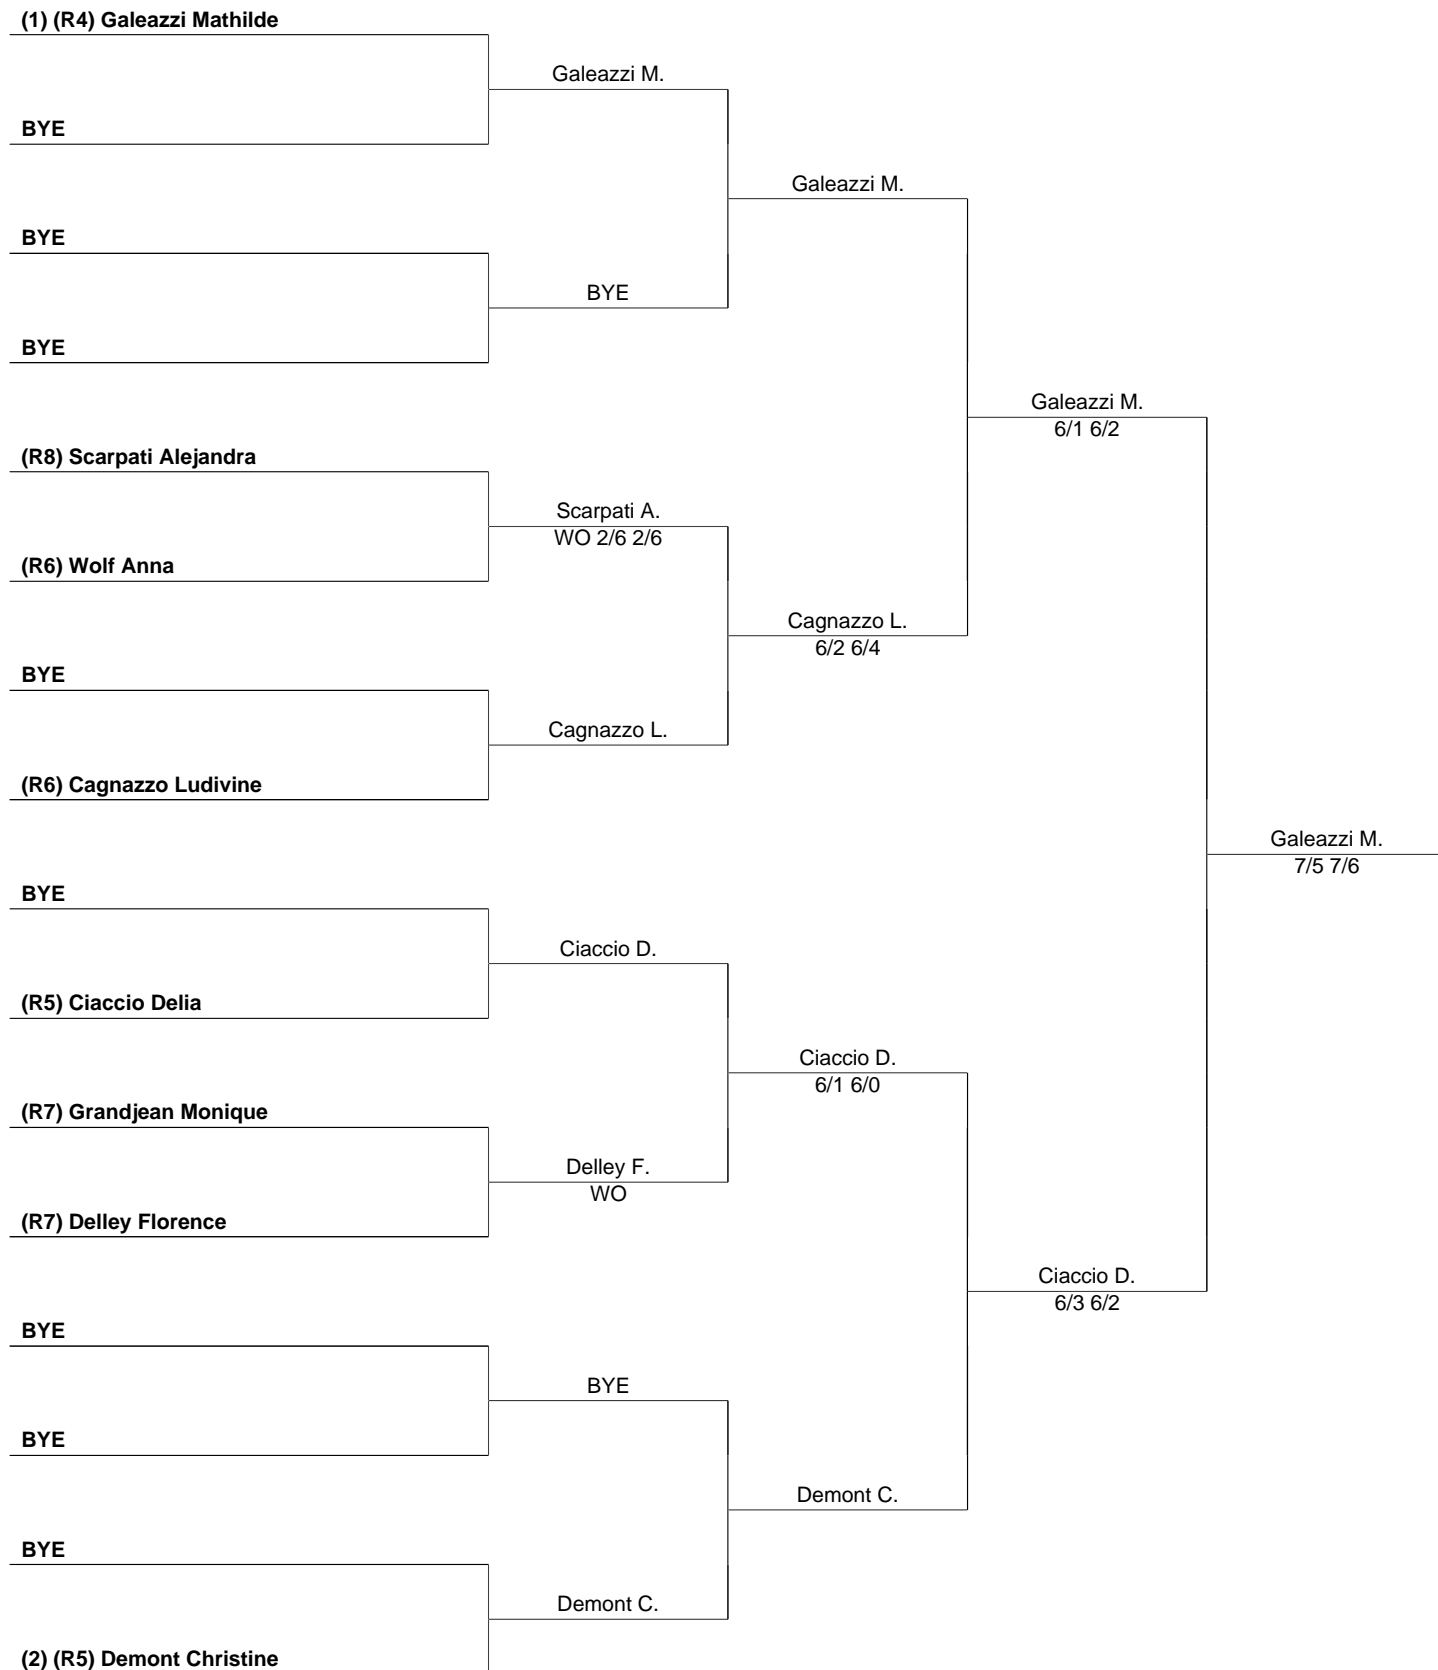 (1) (R4) Galeazzi Mathilde
Galeazzi M.
BYE
Galeazzi M.
BYE
BYE
BYE
Galeazzi M.
6/1 6/2
(R8) Scarpati Alejandra
Scarpati A.
WO 2/6 2/6
(R6) Wolf Anna
Cagnazzo L.
6/2 6/4
BYE
Cagnazzo L.
(R6) Cagnazzo Ludivine
Galeazzi M.
7/5 7/6
BYE
Ciaccio D.
(R5) Ciaccio Delia
Ciaccio D.
6/1 6/0
(R7) Grandjean Monique
Delley F.
WO
(R7) Delley Florence
Ciaccio D.
6/3 6/2
BYE
BYE
BYE
Demont C.
BYE
Demont C.
(2) (R5) Demont Christine